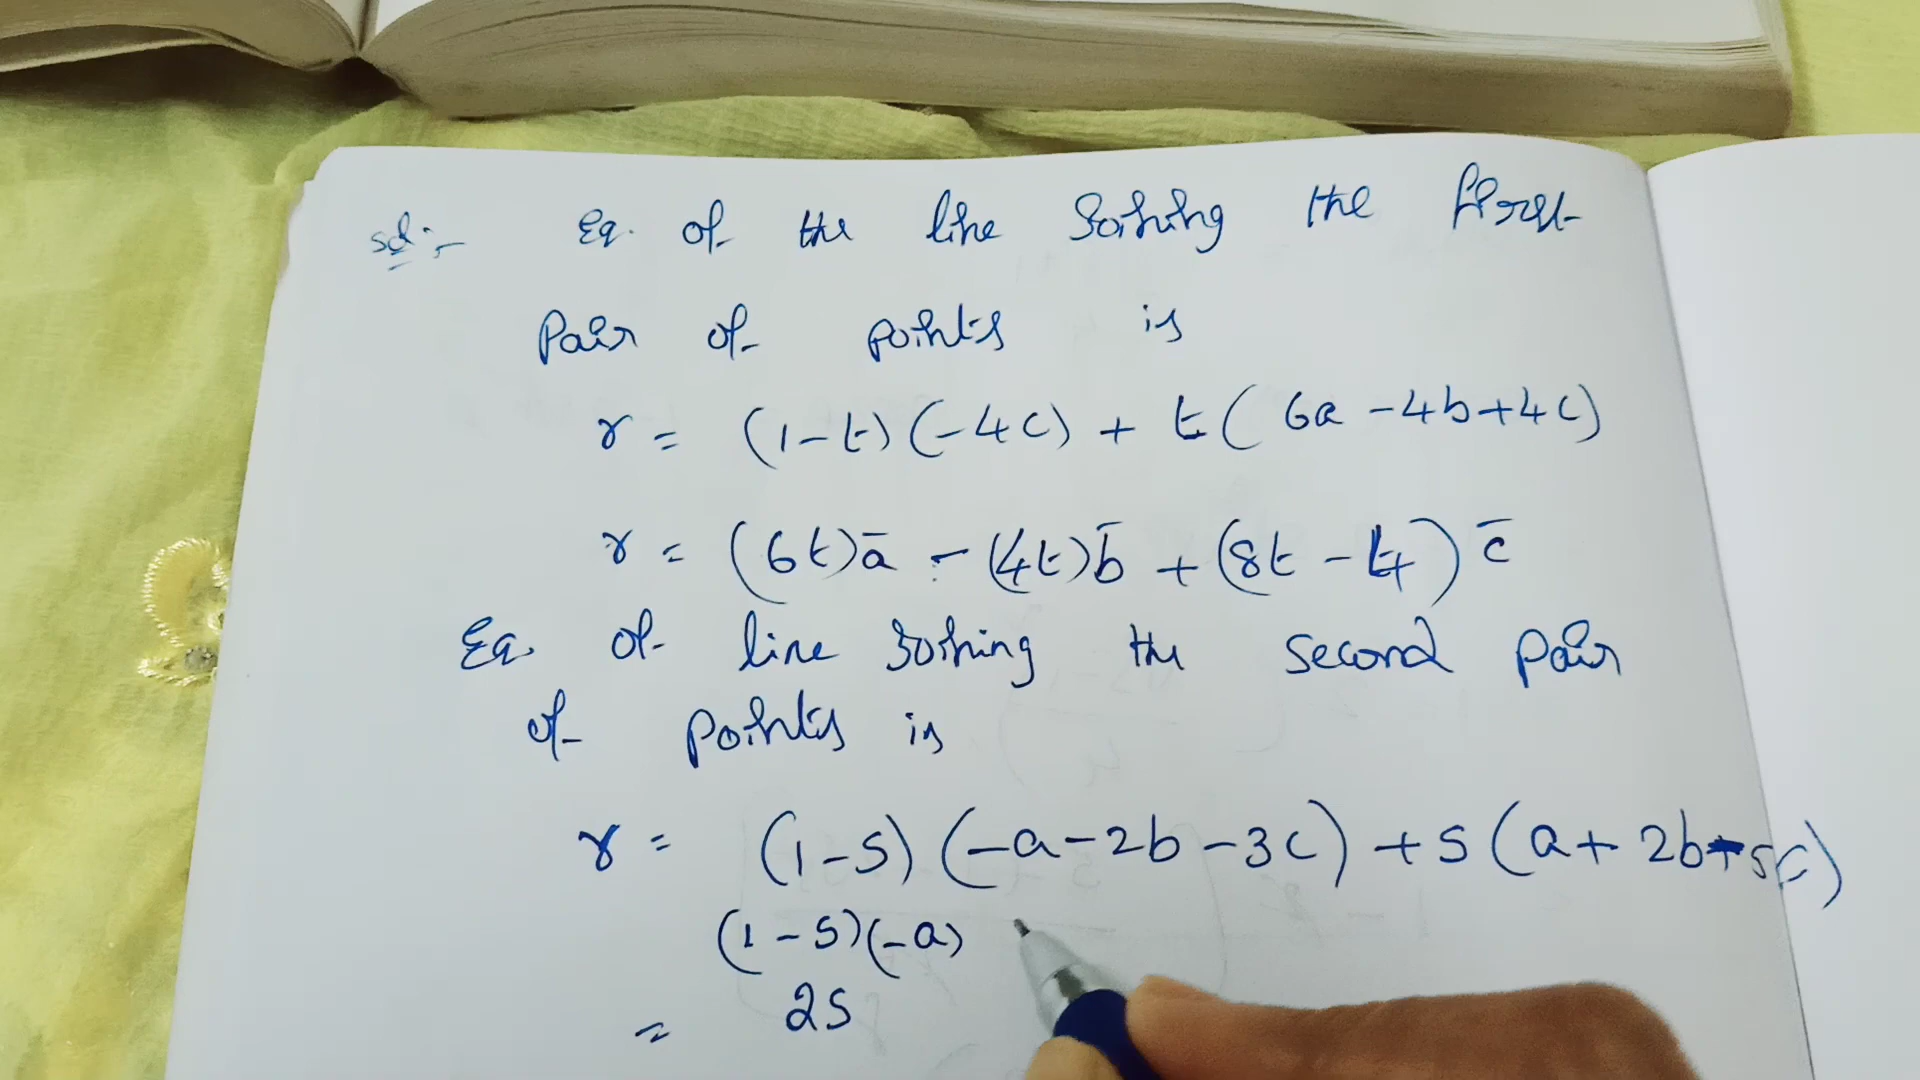 Sol:-  Eq. of the line Joining the first
Pair of points is
r = (1-t)(-4c) + t(6a-4b+4c)
r = (6t)a̅ - (4t)b̅ + (8t-4)c̅
Eq. of line Joining the second pair
of points is
r = (1-s)(-a-2b-3c)+s(a+2b-5c)
(1-s)(-a)
= 2s